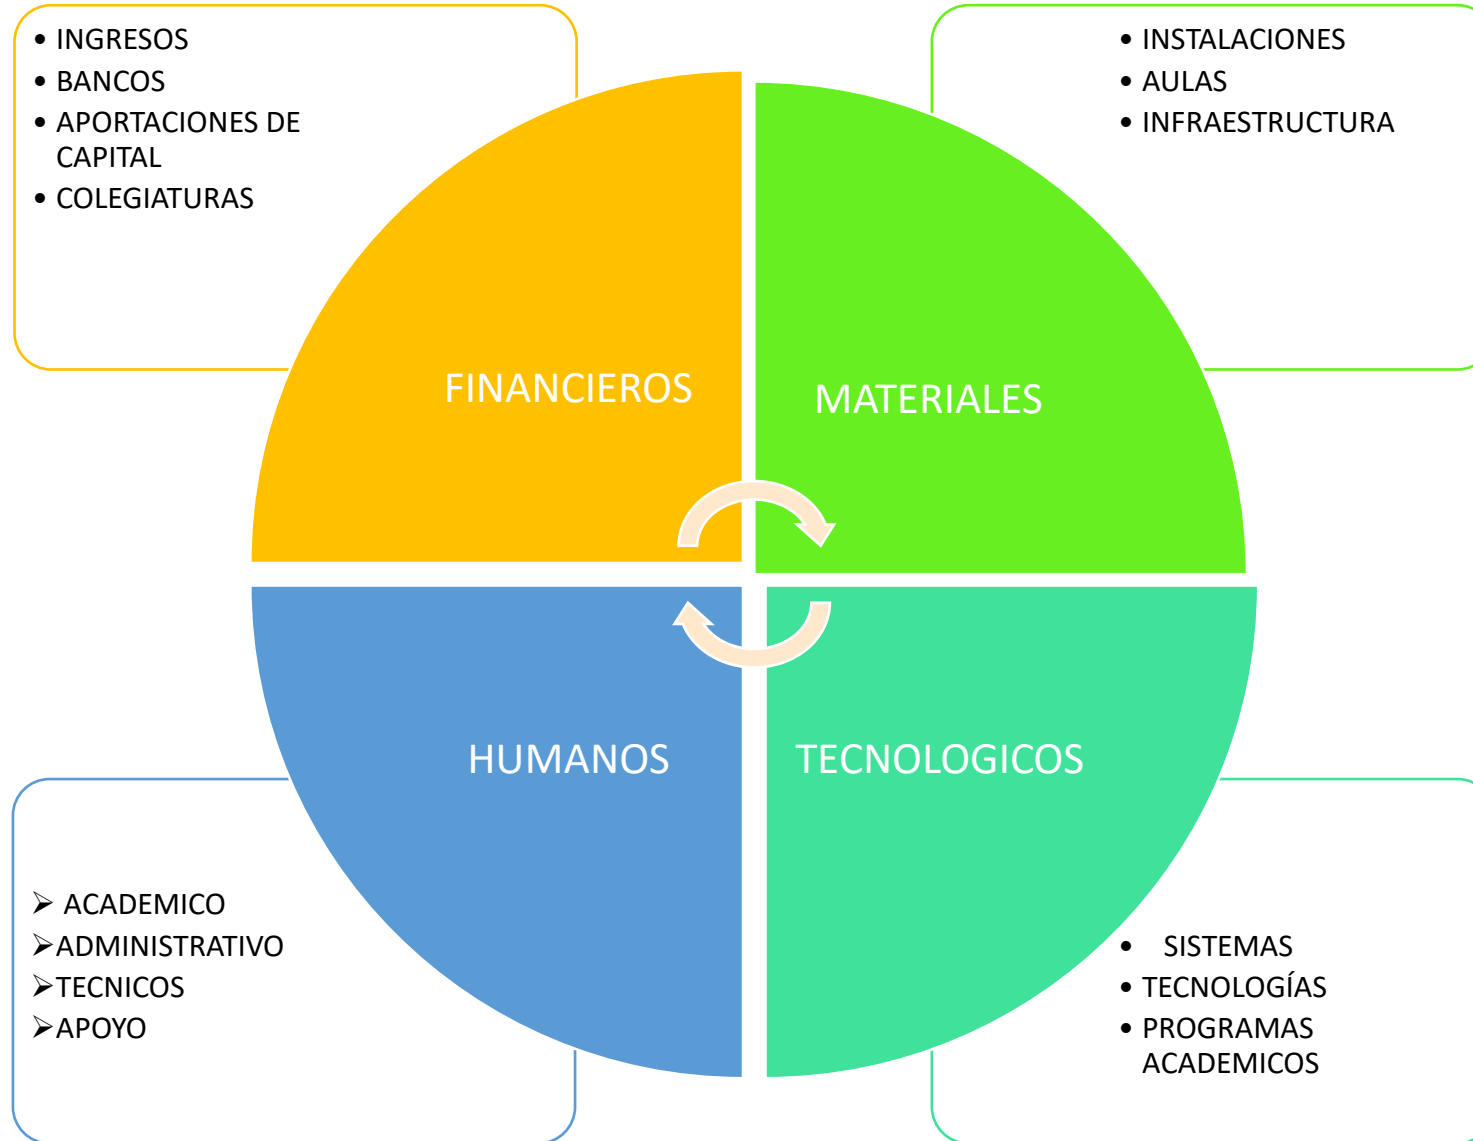 • INGRESOS
• BANCOS
• APORTACIONES DE
CAPITAL
• COLEGIATURAS
• INSTALACIONES
• AULAS
• INFRAESTRUCTURA
FINANCIEROS
MATERIALES
HUMANOS
TECNOLOGICOS
➢ ACADEMICO
➢ADMINISTRATIVO
➢TECNICOS
➢APOYO
• SISTEMAS
• TECNOLOGÍAS
• PROGRAMAS
ACADEMICOS